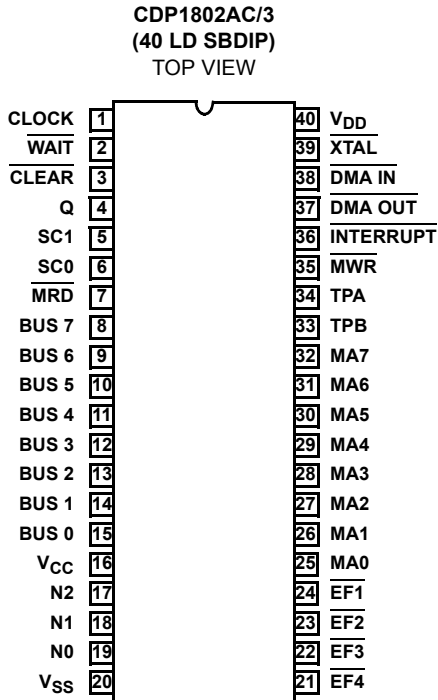 CDP1802AC/3
(40 LD SBDIP)
TOP VIEW
CLOCK 1 40 VDD
WAIT 2 39 XTAL
CLEAR 3 38 DMA IN
Q 4 37 DMA OUT
SC1 5 36 INTERRUPT
SC0 6 35 MWR
MRD 7 34 TPA
BUS 7 8 33 TPB
BUS 6 9 32 MA7
BUS 5 10 31 MA6
BUS 4 11 30 MA5
BUS 3 12 29 MA4
BUS 2 13 28 MA3
BUS 1 14 27 MA2
BUS 0 15 26 MA1
VCC 16 25 MA0
N2 17 24 EF1
N1 18 23 EF2
N0 19 22 EF3
VSS 20 21 EF4